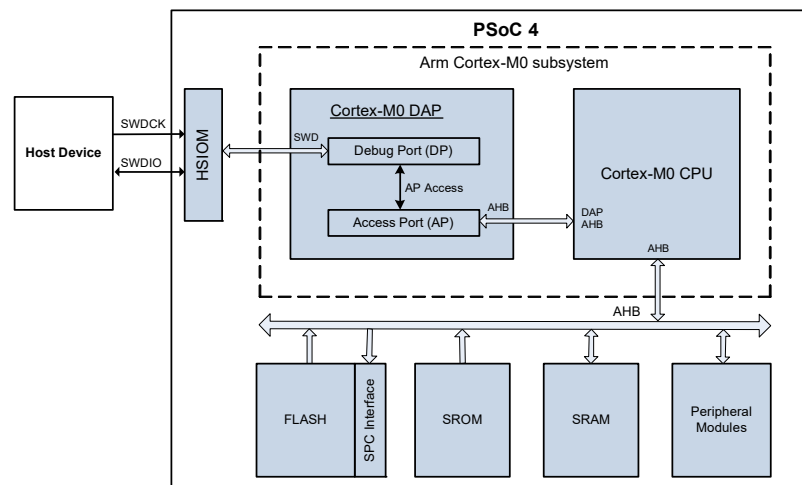 PSoC 4
Arm Cortex-M0 subsystem
Cortex-M0 DAP
SWDCK
SWD
Debug Port (DP)
Host Device
HSIOM
SWDIO
AP Access
Cortex-M0 CPU
Access Port (AP)
AHB
DAP
AHB
AHB
AHB
FLASH
SPC Interface
SROM
SRAM
Peripheral
Modules